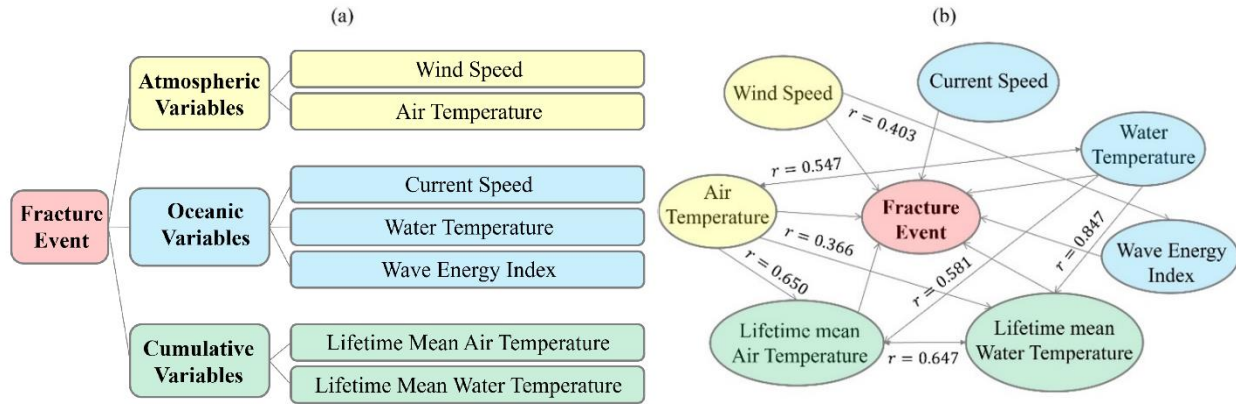 (a)
Fracture
Event
Atmospheric
Variables
Wind Speed
Air Temperature
Oceanic
Variables
Current Speed
Water Temperature
Wave Energy Index
Cumulative
Variables
Lifetime Mean Air Temperature
Lifetime Mean Water Temperature
(b)
Wind Speed
Current Speed
r = 0.403
Water
Temperature
r = 0.547
Air
Temperature
Fracture
Event
r = 0.366
r = 0.847
Wave Energy
Index
r = 0.650
r = 0.581
Lifetime mean
Air Temperature
r = 0.647
Lifetime mean
Water Temperature